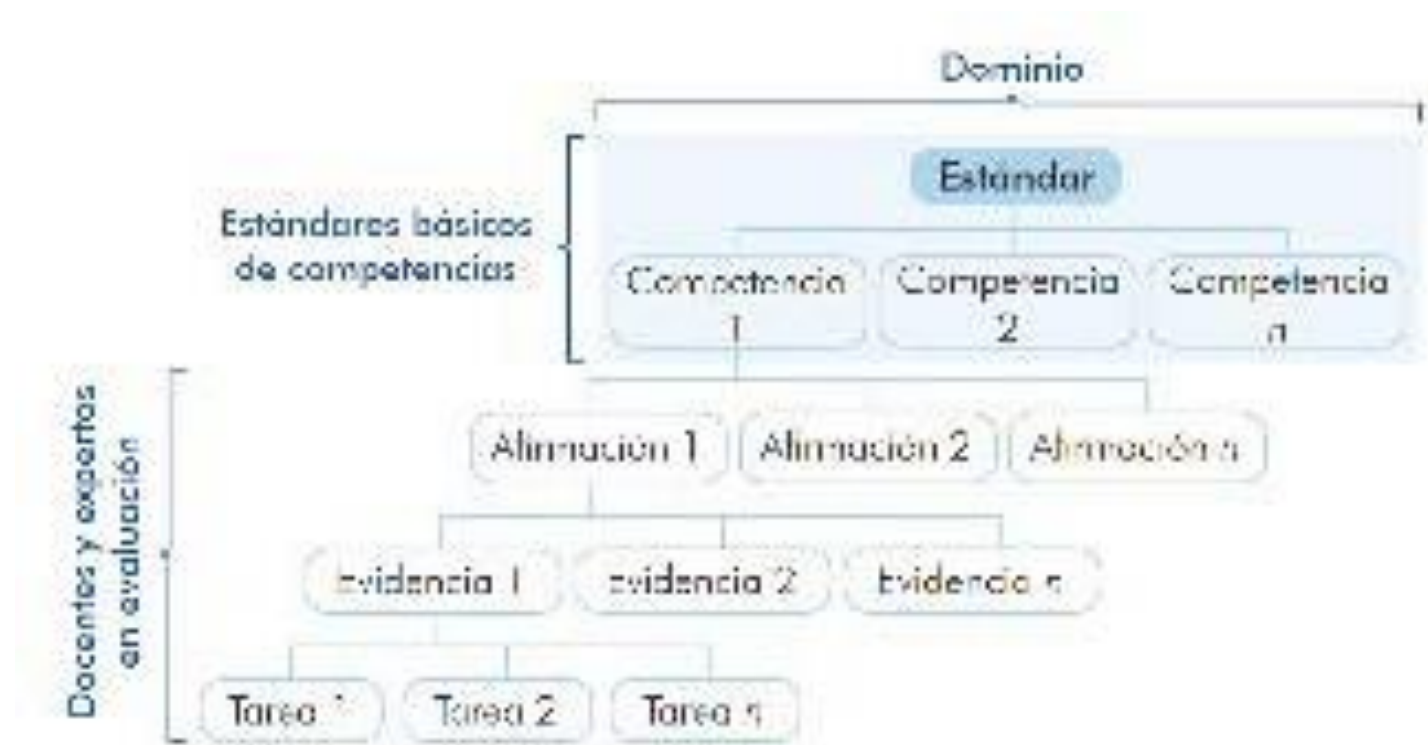 Dominio
Estándar
Estándares básicos
de competencias
Competencia
1
Competencia
2
Competencia
n
Docentes y expertos
en evaluación
Afirmación 1
Afirmación 2
Afirmación n
Evidencia 1
Evidencia 2
Evidencia n
Tarea 1
Tarea 2
Tarea n